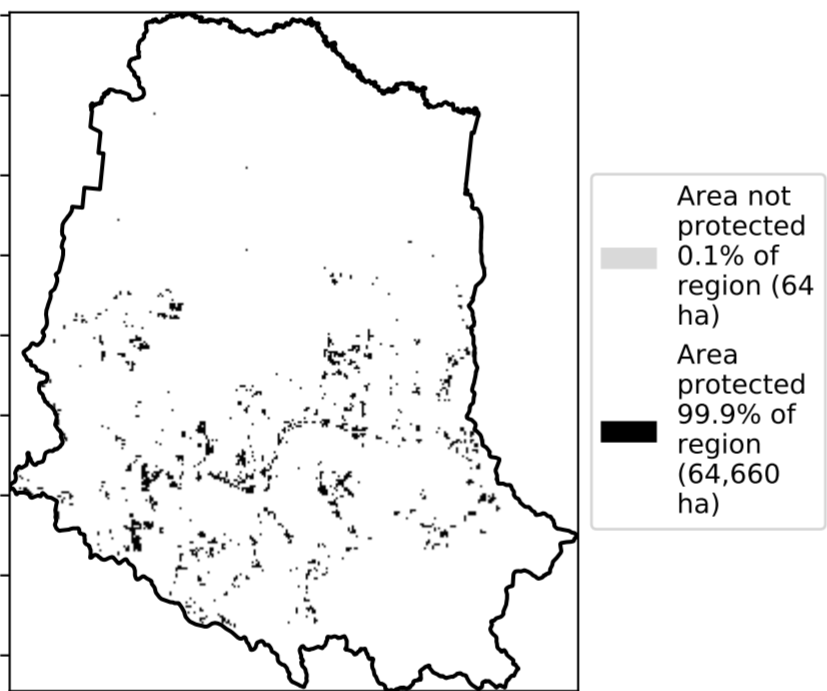 Area not
protected
0.1% of
region (64
ha)
Area
protected
99.9% of
region
(64,660
ha)